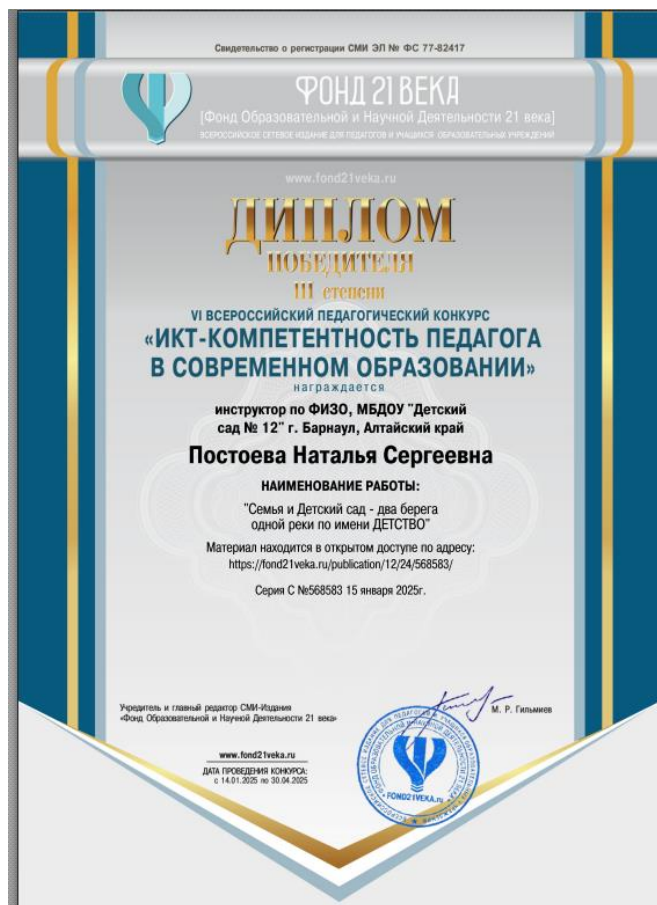 Свидетельство о регистрации СМИ ЭЛ № ФС 77-82417
ФОНД 21 ВЕКА
[Фонд Образовательной и Научной Деятельности 21 века]
ВСЕРОССИЙСКОЕ СЕТЕВОЕ ИЗДАНИЕ ДЛЯ ПЕДАГОГОВ И УЧАЩИХСЯ ОБРАЗОВАТЕЛЬНЫХ УЧРЕЖДЕНИЙ
www.fond21veka.ru
ДИПЛОМ
ПОБЕДИТЕЛЯ
III степени
VI ВСЕРОССИЙСКИЙ ПЕДАГОГИЧЕСКИЙ КОНКУРС
«ИКТ-КОМПЕТЕНТНОСТЬ ПЕДАГОГА
В СОВРЕМЕННОМ ОБРАЗОВАНИИ»
награждается
инструктор по ФИЗО, МБДОУ "Детский
сад № 12" г. Барнаул, Алтайский край
Постоева Наталья Сергеевна
НАИМЕНОВАНИЕ РАБОТЫ:
"Семья и Детский сад - два берега
одной реки по имени ДЕТСТВО"
Материал находится в открытом доступе по адресу:
https://fond21veka.ru/publication/12/24/568583/
Серия С №568583 15 января 2025г.
Учредитель и главный редактор СМИ-Издания
«Фонд Образовательной и Научной Деятельности 21 века»
М. Р. Гильмиев
www.fond21veka.ru
ДАТА ПРОВЕДЕНИЯ КОНКУРСА:
с 14.01.2025 по 30.04.2025
FOND21VEKA.ru